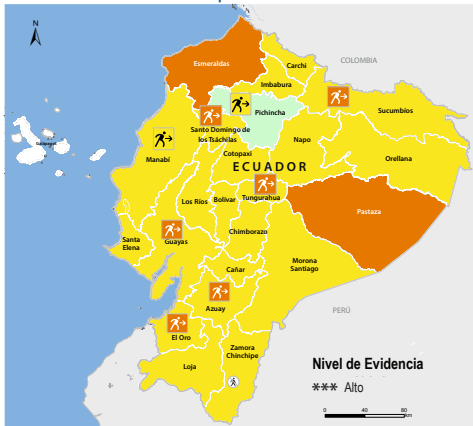 N
COLOMBIA
Esmeraldas
Carchi
Imbabura
Pichincha
Sucumbíos
Santo Domingo de
los Tsáchilas
Napo
Manabí
Cotopaxi
Orellana
ECUADOR
Los Ríos
Bolívar
Tungurahua
Pastaza
Santa
Elena
Guayas
Chimborazo
Morona
Santiago
Cañar
Azuay
PERÚ
El Oro
Zamora
Chinchipe
Loja
Nivel de Evidencia
*** Alto
0 40 80
km